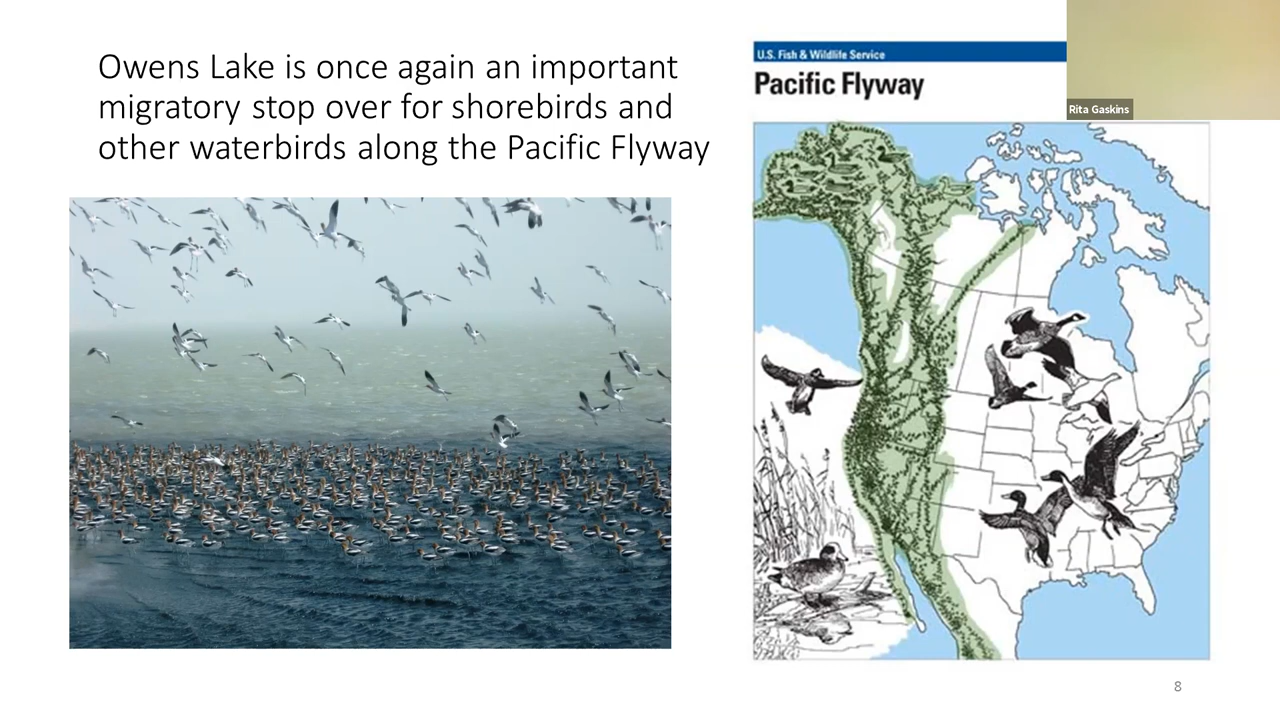 Owens Lake is once again an important
migratory stop over for shorebirds and
other waterbirds along the Pacific Flyway
U.S. Fish & Wildlife Service
Pacific Flyway
Rita Gaskins
8